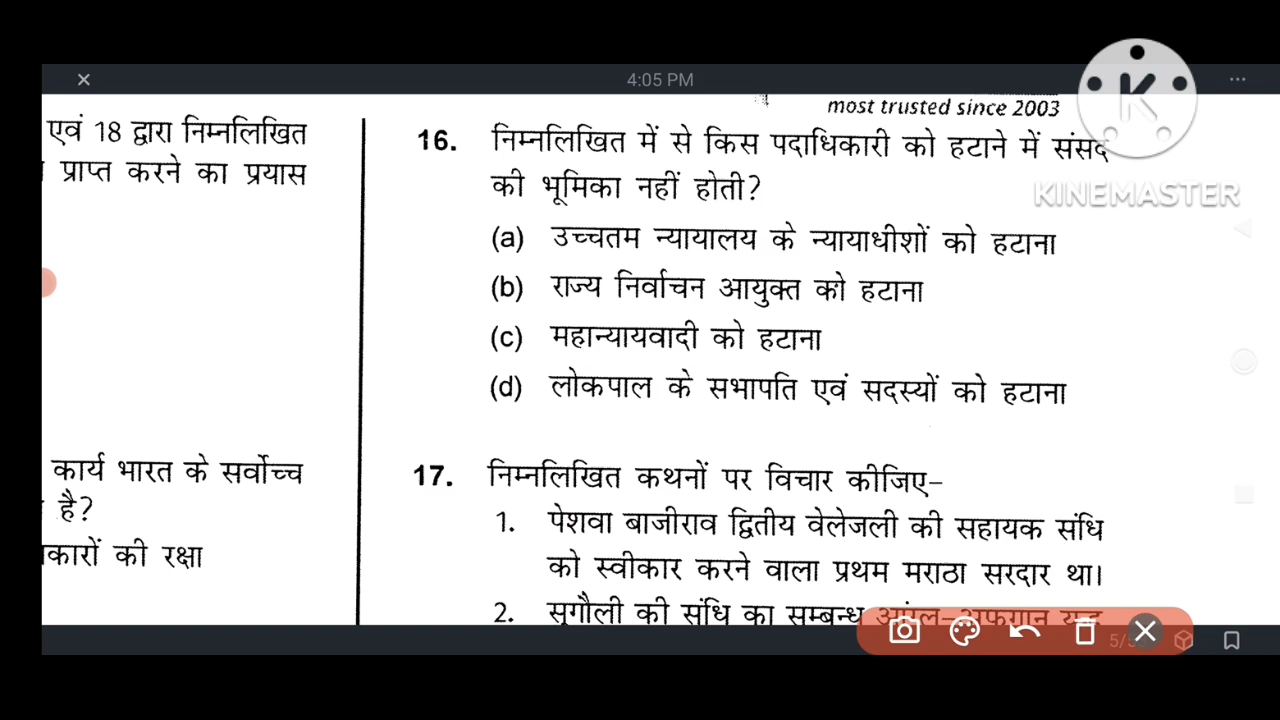 4:05 PM
most trusted since 2003
KINEMASTER
एवं 18 द्वारा निम्नलिखित
प्राप्त करने का प्रयास
कार्य भारत के सर्वोच्च
है?
कारों की रक्षा
16. निम्नलिखित में से किस पदाधिकारी को हटाने में संसद
की भूमिका नहीं होती?
(a) उच्चतम न्यायालय के न्यायाधीशों को हटाना
(b) राज्य निर्वाचन आयुक्त को हटाना
(c) महान्यायवादी को हटाना
(d) लोकपाल के सभापति एवं सदस्यों को हटाना
17. निम्नलिखित कथनों पर विचार कीजिए–
1. पेशवा बाजीराव द्वितीय वेलेजली की सहायक संधि
को स्वीकार करने वाला प्रथम मराठा सरदार था।
2. सुगौली की संधि का सम्बन्ध आंग्ल-अफगान युद्ध